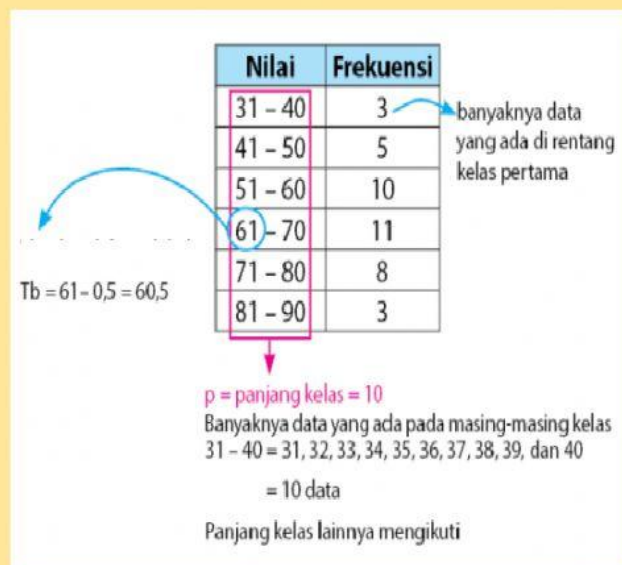 Nilai Frekuensi
31 – 40 3
41 – 50 5
51 – 60 10
61 – 70 11
71 – 80 8
81 – 90 3
banyaknya data
yang ada di rentang
kelas pertama
Tb = 61 – 0,5 = 60,5
p = panjang kelas = 10
Banyaknya data yang ada pada masing-masing kelas
31 – 40 = 31, 32, 33, 34, 35, 36, 37, 38, 39, dan 40
= 10 data
Panjang kelas lainnya mengikuti